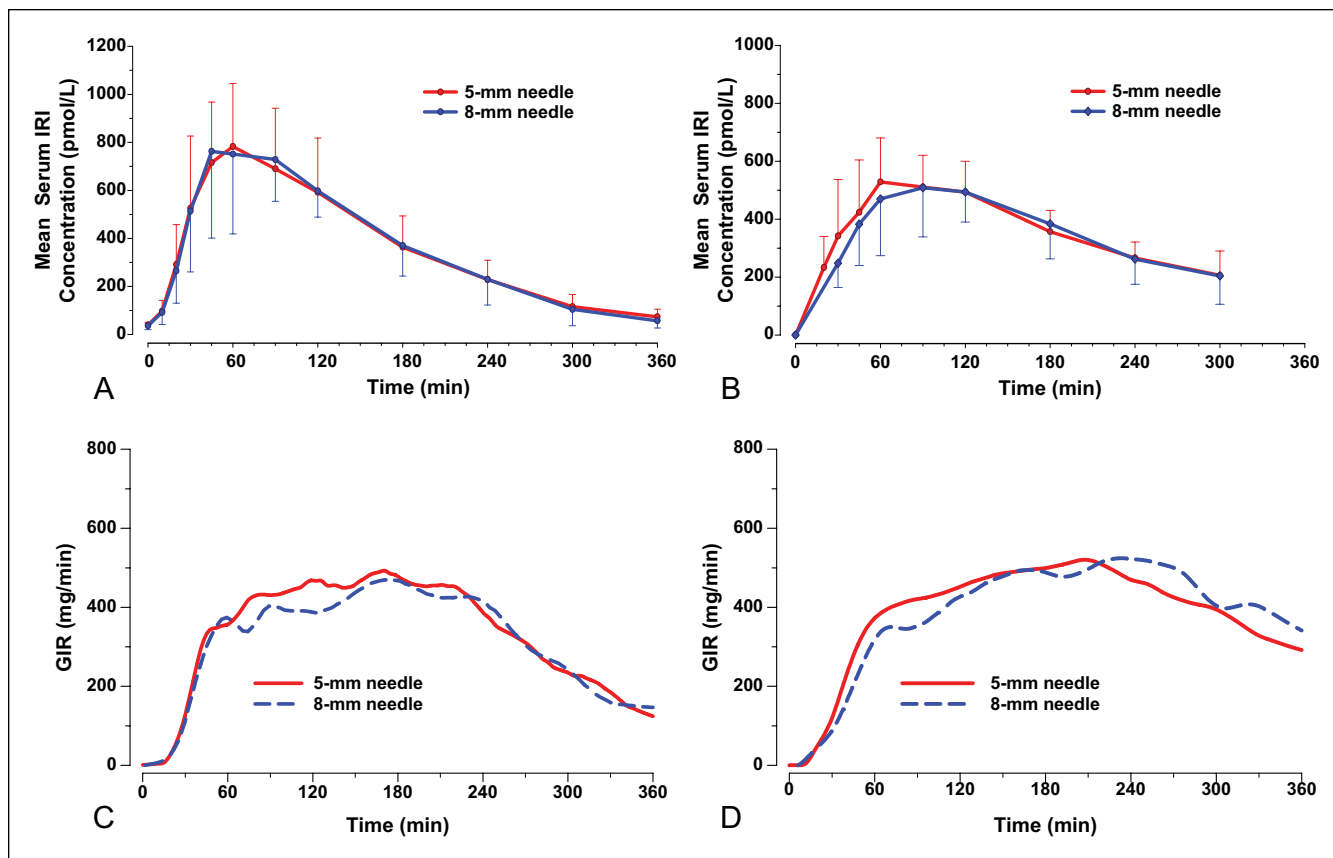 1200
1000
800
600
400
200
0
Mean Serum IRI
Concentration (pmol/L)
5-mm needle
8-mm needle
0 60 120 180 240 300 360
Time (min)
A
1000
800
600
400
200
0
Mean Serum IRI
Concentration (pmol/L)
5-mm needle
8-mm needle
0 60 120 180 240 300 360
Time (min)
B
800
600
400
200
0
GIR (mg/min)
5-mm needle
8-mm needle
0 60 120 180 240 300 360
Time (min)
C
800
600
400
200
0
GIR (mg/min)
5-mm needle
8-mm needle
0 60 120 180 240 300 360
Time (min)
D